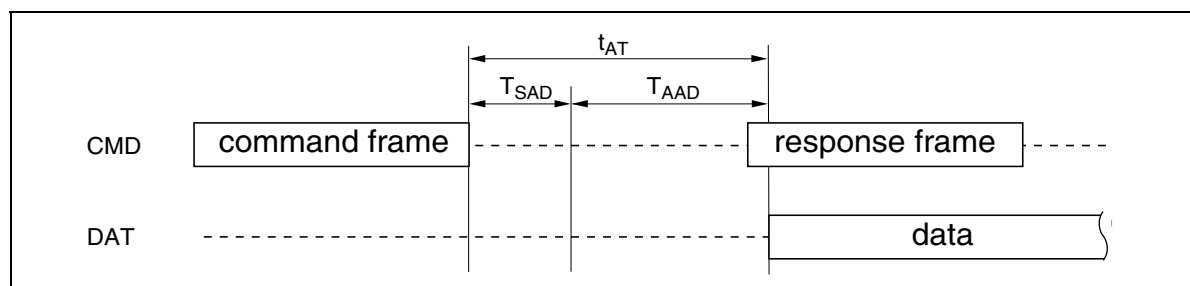 tAT
TSAD TAAD
CMD command frame response frame
DAT data